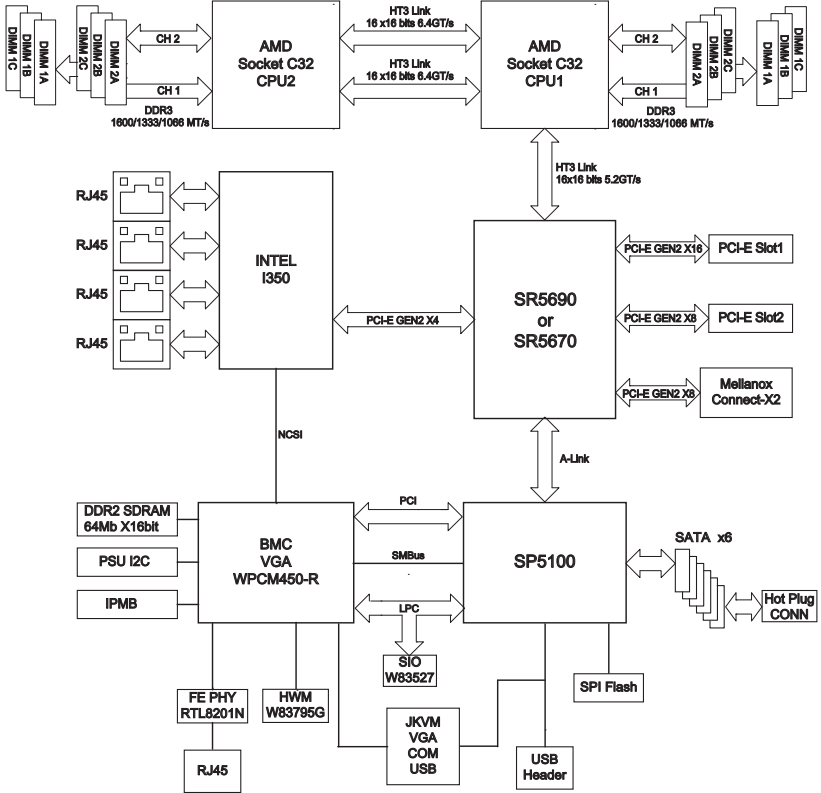 DIMM 1C
DIMM 1B
DIMM 1A
DIMM 2C
DIMM 2B
DIMM 2A
CH 2
CH 1
DDR3
1600/1333/1066 MT/s
AMD
Socket C32
CPU2
HT3 Link
16 x16 bits 6.4GT/s
HT3 Link
16 x16 bits 6.4GT/s
AMD
Socket C32
CPU1
CH 2
CH 1
DDR3
1600/1333/1066 MT/s
DIMM 2A
DIMM 2B
DIMM 2C
DIMM 1A
DIMM 1B
DIMM 1C
HT3 Link
16x16 bits 5.2GT/s
RJ45
RJ45
RJ45
RJ45
INTEL
I350
PCI-E GEN2 X4
SR5690
or
SR5670
PCI-E GEN2 X16
PCI-E Slot1
PCI-E GEN2 X8
PCI-E Slot2
PCI-E GEN2 X8
Mellanox
Connect-X2
NCSI
A-Link
DDR2 SDRAM
64Mb X16bit
PSU I2C
IPMB
BMC
VGA
WPCM450-R
PCI
SMBus
LPC
SP5100
SATA x6
Hot Plug
CONN
SIO
W83527
FE PHY
RTL8201N
HWM
W83795G
SPI Flash
RJ45
JKVM
VGA
COM
USB
USB
Header